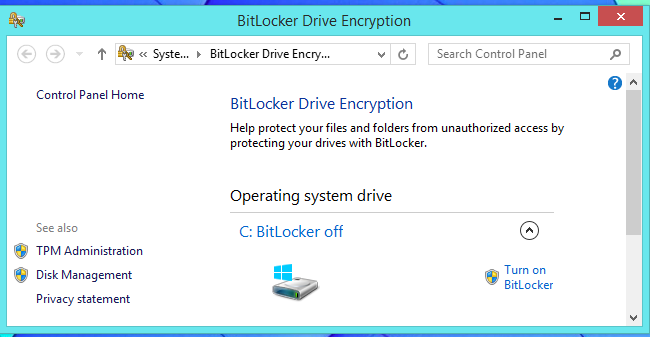 BitLocker Drive Encryption
« Syste... BitLocker Drive Encry...
Search Control Panel
Control Panel Home
?
BitLocker Drive Encryption
Help protect your files and folders from unauthorized access by
protecting your drives with BitLocker.
Operating system drive
C: BitLocker off
Turn on
BitLocker
See also
TPM Administration
Disk Management
Privacy statement